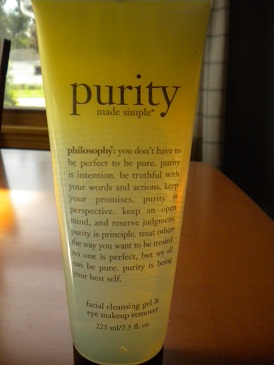 purity
made simple®
philosophy®: you don't have to
be perfect to be pure. purity
is intention. be truthful with
your words and actions. keep
your promises. purity is
perspective. keep an open
mind, and reserve judgment.
purity is principle. treat others
the way you want to be treated.
no one is perfect, but we all
can be pure. purity is being
your best self.
facial cleansing gel &
eye makeup remover
225 ml/7.5 fl. oz.